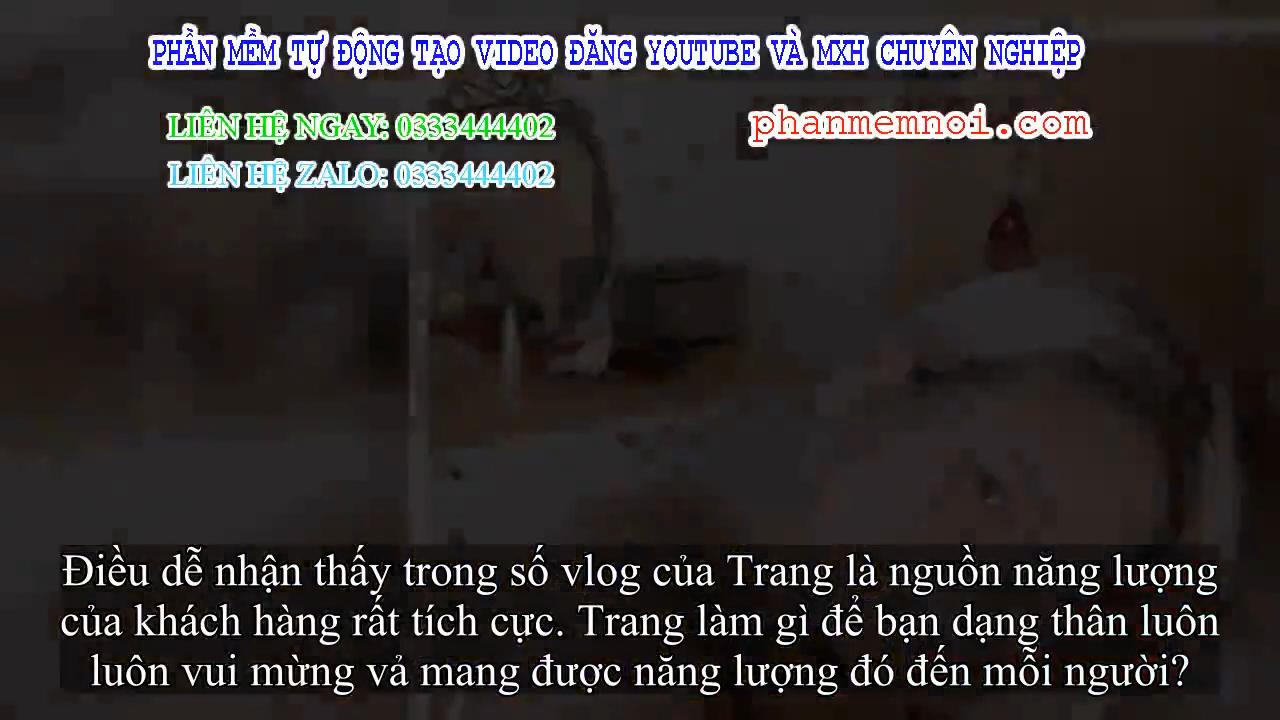 PHẦN MỀM TỰ ĐỘNG TẠO VIDEO ĐĂNG YOUTUBE VÀ MXH CHUYÊN NGHIỆP
LIÊN HỆ NGAY: 0333444402
phanmemnoi.com
LIÊN HỆ ZALO: 0333444402
Điều dễ nhận thấy trong số vlog của Trang là nguồn năng lượng
của khách hàng rất tích cực. Trang làm gì để bạn dạng thân luôn
luôn vui mừng vả mang được năng lượng đó đến mỗi người?